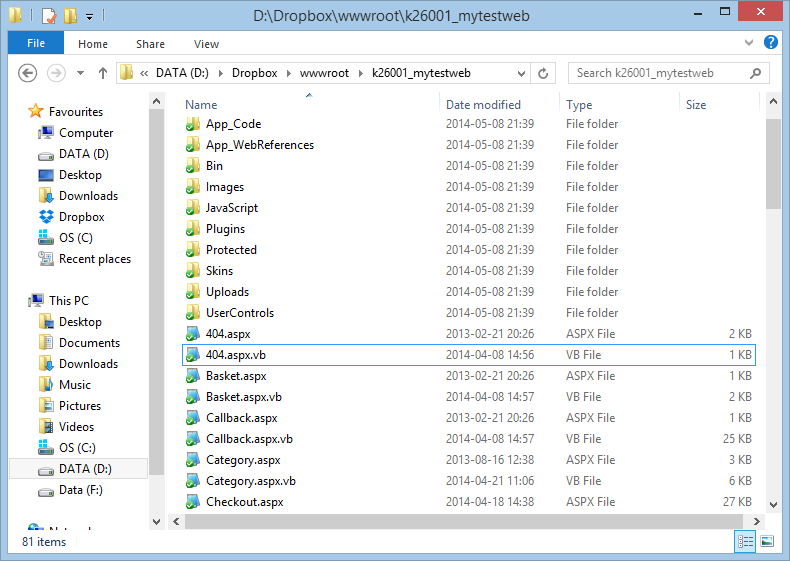 D:\Dropbox\wwwroot\k26001_mytestweb
File Home Share View
« DATA (D:) Dropbox wwwroot k26001_mytestweb Search k26001_mytestweb
Favourites
Computer
DATA (D)
Desktop
Downloads
Dropbox
OS (C)
Recent places
This PC
Desktop
Documents
Downloads
Music
Pictures
Videos
OS (C:)
DATA (D:)
Data (F:)
Name Date modified Type Size
App_Code 2014-05-08 21:39 File folder
App_WebReferences 2014-05-08 21:39 File folder
Bin 2014-05-08 21:39 File folder
Images 2014-05-08 21:39 File folder
JavaScript 2014-05-08 21:39 File folder
Plugins 2014-05-08 21:39 File folder
Protected 2014-05-08 21:39 File folder
Skins 2014-05-08 21:39 File folder
Uploads 2014-05-08 21:39 File folder
UserControls 2014-05-08 21:39 File folder
404.aspx 2013-02-21 20:26 ASPX File 2 KB
404.aspx.vb 2014-04-08 14:56 VB File 1 KB
Basket.aspx 2013-02-21 20:26 ASPX File 1 KB
Basket.aspx.vb 2014-04-08 14:57 VB File 2 KB
Callback.aspx 2013-02-21 20:26 ASPX File 1 KB
Callback.aspx.vb 2014-04-08 14:57 VB File 25 KB
Category.aspx 2013-08-16 12:38 ASPX File 3 KB
Category.aspx.vb 2014-04-21 11:06 VB File 6 KB
Checkout.aspx 2014-04-18 14:38 ASPX File 27 KB
81 items